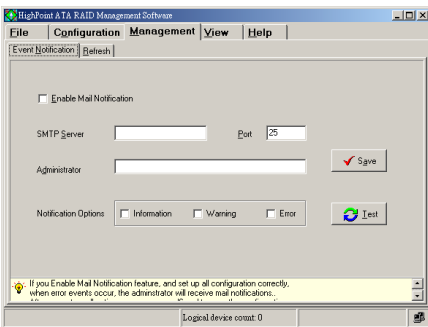 HighPoint ATA RAID Management Software
File Configuration Management View Help
Event Notification Refresh
Enable Mail Notification
SMTP Server Port 25
Save
Administrator
Notification Options Information Warning Error Test
If you Enable Mail Notification feature, and set up all configuration correctly,
when error events occur, the adminstrator will receive mail notifications..
Logical device count: 0